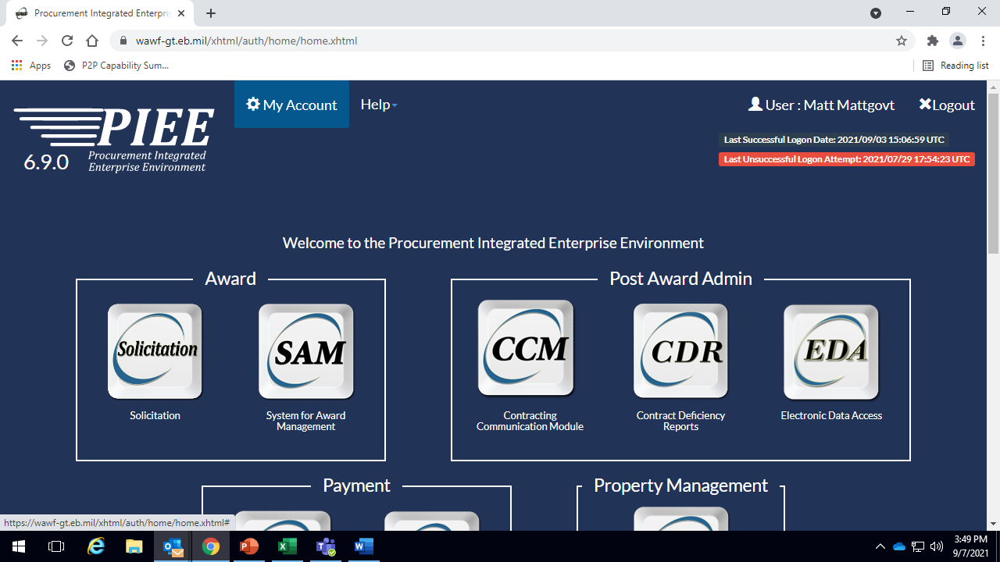 Procurement Integrated Enterpris
wawf-gt.eb.mil/xhtml/auth/home/home.xhtml
Apps
P2P Capability Sum...
Reading list
PIEE
6.9.0
Procurement Integrated
Enterprise Environment
My Account
Help
User : Matt Mattgovt
Logout
Last Successful Logon Date: 2021/09/03 15:06:59 UTC
Last Unsuccessful Logon Attempt: 2021/07/29 17:54:23 UTC
Welcome to the Procurement Integrated Enterprise Environment
Award
Solicitation
Solicitation
SAM
System for Award
Management
Post Award Admin
CCM
Contracting
Communication Module
CDR
Contract Deficiency
Reports
EDA
Electronic Data Access
Payment
Property Management
https://wawf-gt.eb.mil/xhtml/auth/home/home.xhtml#
3:49 PM
9/7/2021